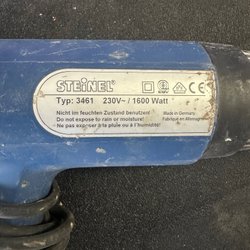 STEINEL®
Typ: 3461 230V~ / 1600 Watt
Nicht im feuchten Zustand benutzen!
Do not expose to rain or moisture!
Ne pas exposer à la pluie ou à l'humidité!
Made in Germany
Fabriqué en Allemagne